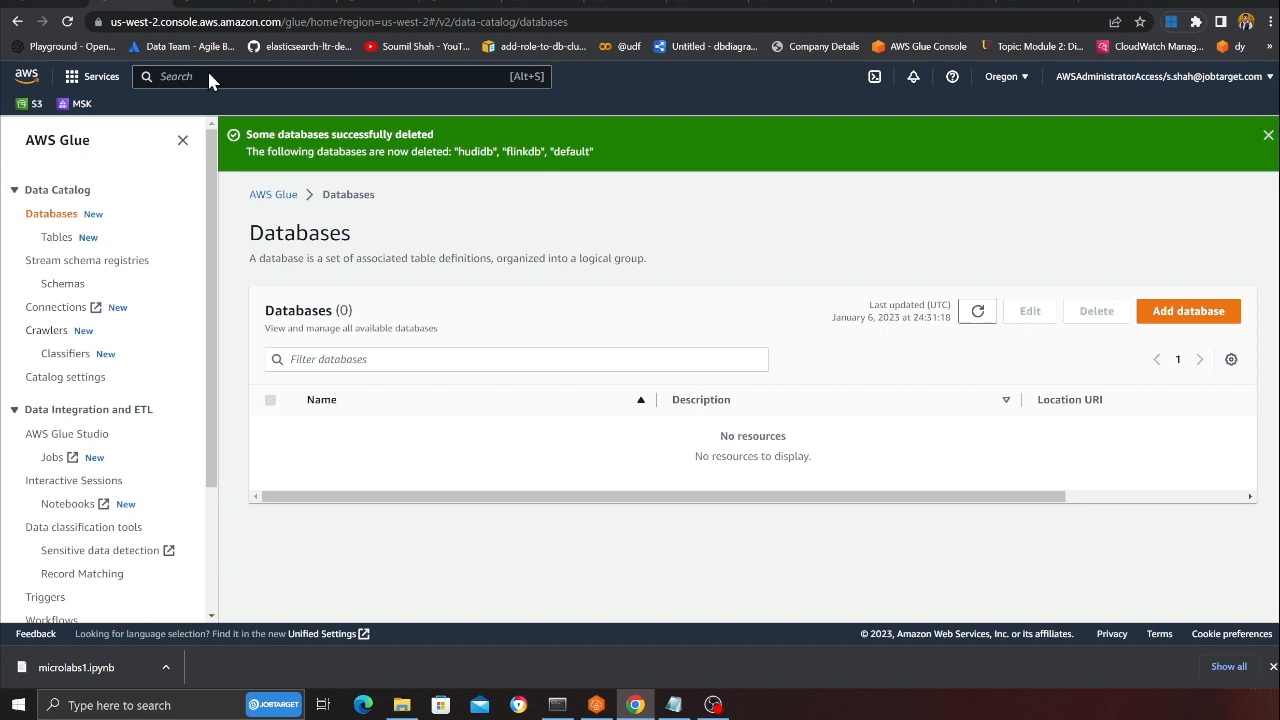 us-west-2.console.aws.amazon.com/glue/home?region=us-west-2#/v2/data-catalog/databases
Playground - Open...
Data Team - Agile B...
elasticsearch-ltr-de...
Soumil Shah - YouT...
add-role-to-db-clu...
@udf
Untitled - dbdiagra...
Company Details
AWS Glue Console
Topic: Module 2: Di...
CloudWatch Manag...
dy
»
aws
Services
Search
[Alt+S]
Oregon
AWSAdministratorAccess/s.shah@jobtarget.com
S3
MSK
AWS Glue
Data Catalog
Databases New
Tables New
Stream schema registries
Schemas
Connections New
Crawlers New
Classifiers New
Catalog settings
Data Integration and ETL
AWS Glue Studio
Jobs New
Interactive Sessions
Notebooks New
Data classification tools
Sensitive data detection
Record Matching
Triggers
Workflows
Some databases successfully deleted
The following databases are now deleted: "hudidb", "flinkdb", "default"
AWS Glue > Databases
Databases
A database is a set of associated table definitions, organized into a logical group.
Databases (0)
View and manage all available databases
Last updated (UTC)
January 6, 2023 at 24:31:18
Edit
Delete
Add database
Filter databases
1
Name
Description
Location URI
No resources
No resources to display.
Feedback
Looking for language selection? Find it in the new Unified Settings
© 2023, Amazon Web Services, Inc. or its affiliates.
Privacy
Terms
Cookie preferences
microlabs1.ipynb
Show all
Type here to search
JOBTARGET